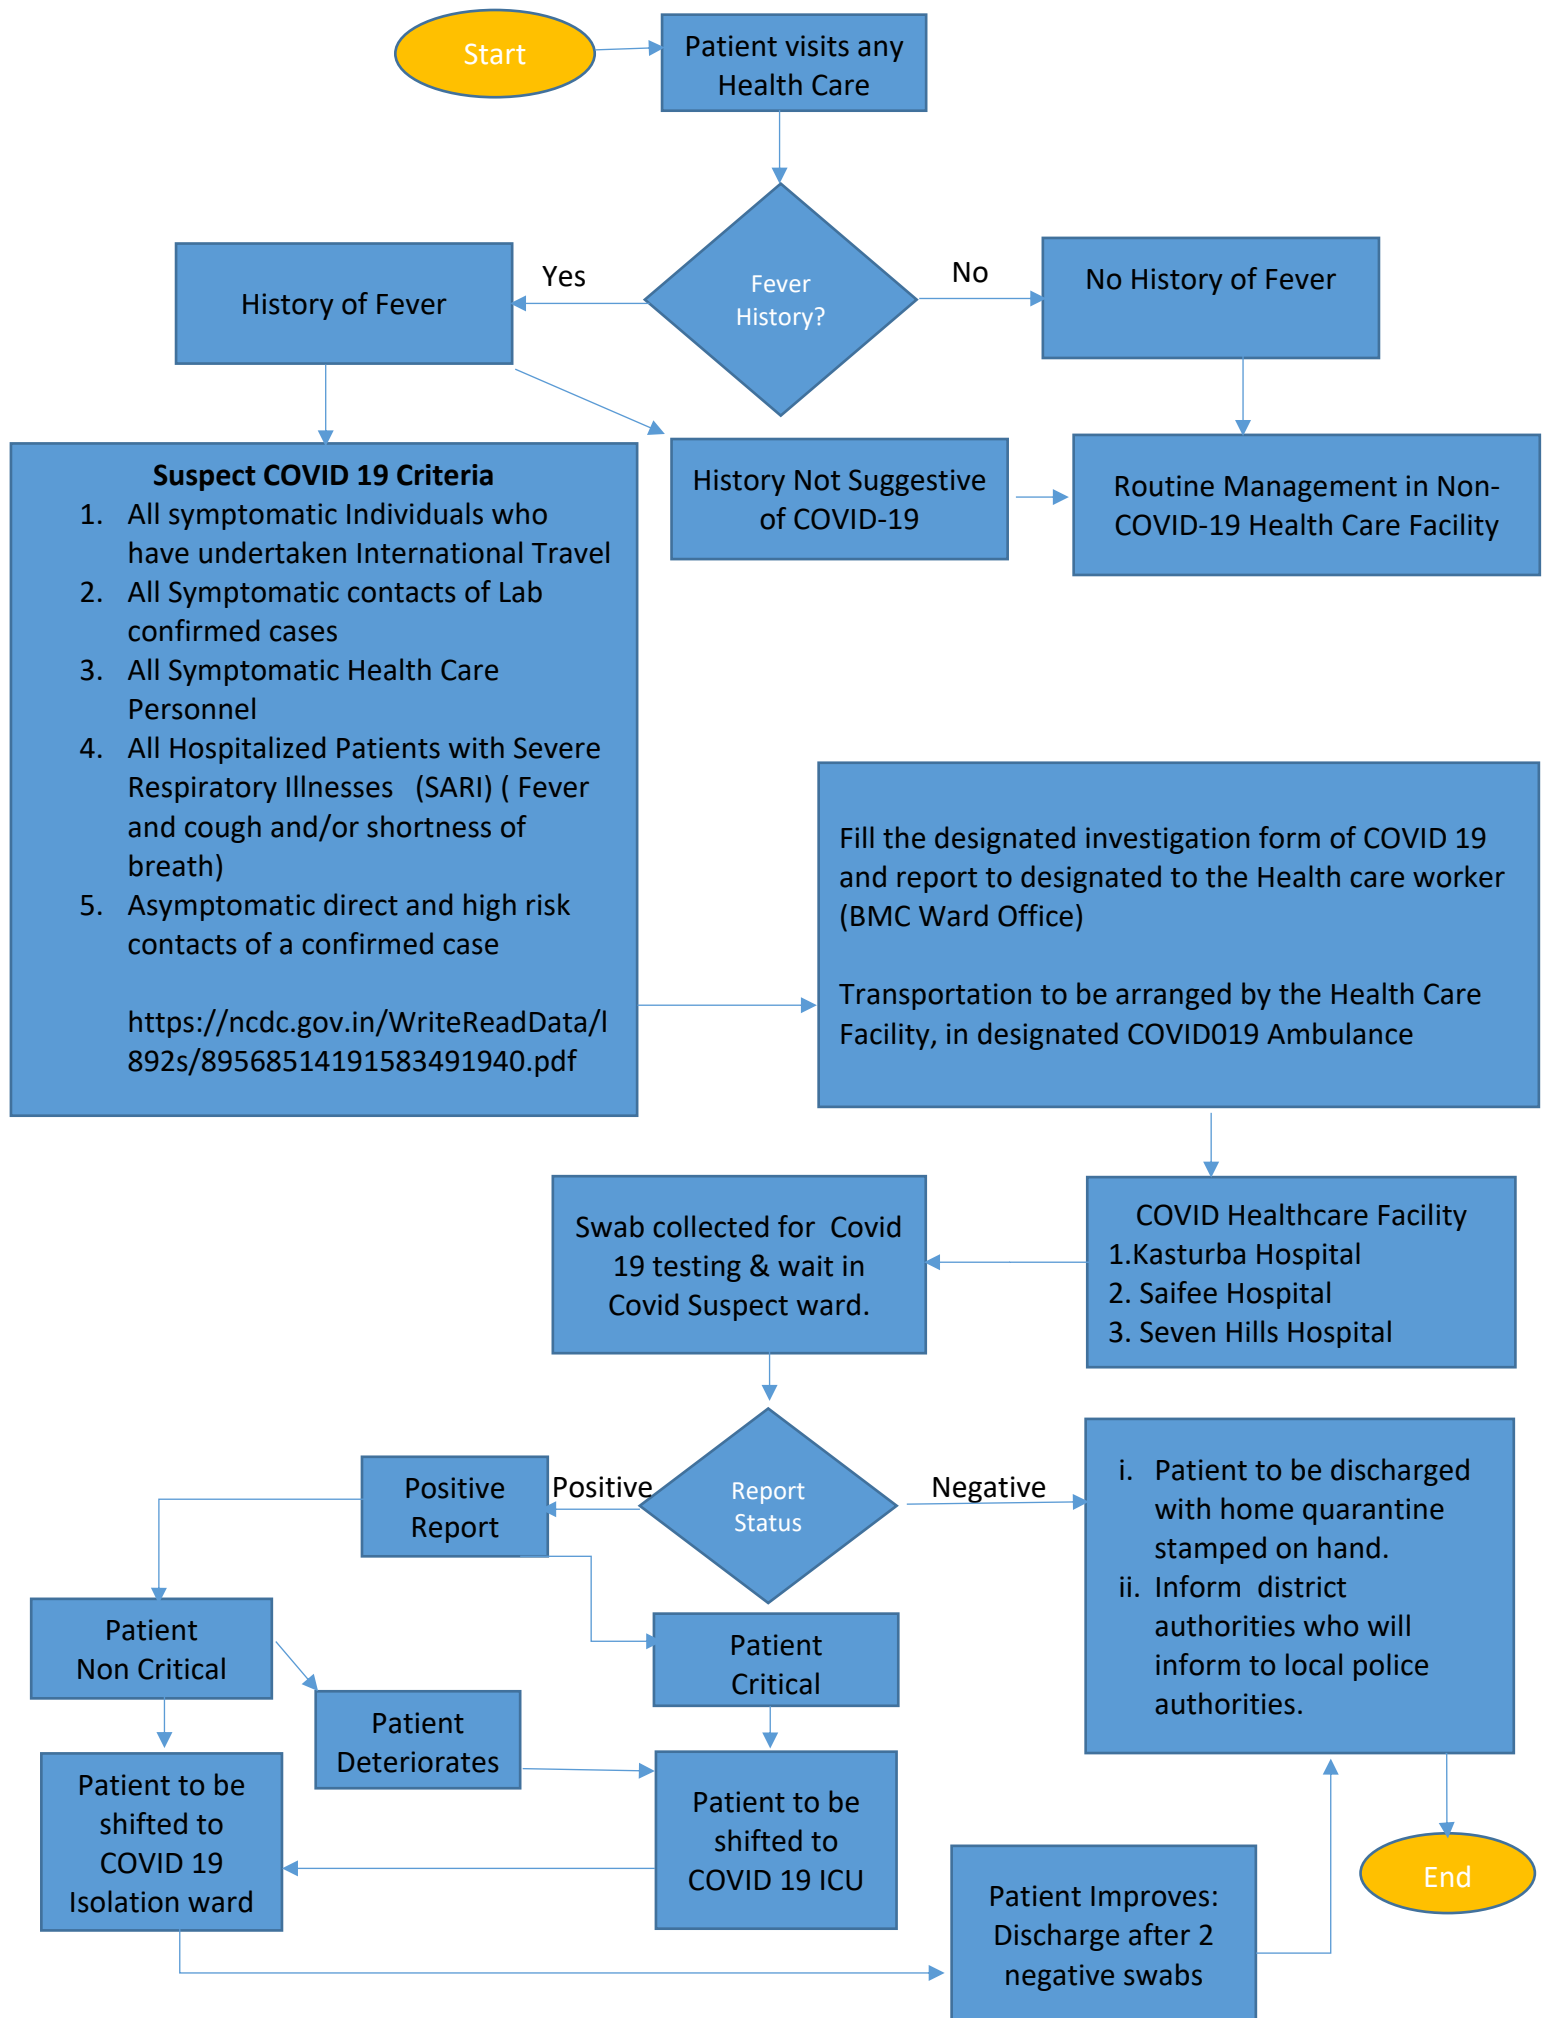 Start
Patient visits any
Health Care
Fever
History?
Yes
No
History of Fever
No History of Fever
Suspect COVID 19 Criteria
1. All symptomatic Individuals who
have undertaken International Travel
2. All Symptomatic contacts of Lab
confirmed cases
3. All Symptomatic Health Care
Personnel
4. All Hospitalized Patients with Severe
Respiratory Illnesses (SARI) ( Fever
and cough and/or shortness of
breath)
5. Asymptomatic direct and high risk
contacts of a confirmed case
https://ncdc.gov.in/WriteReadData/l
892s/89568514191583491940.pdf
History Not Suggestive
of COVID-19
Routine Management in Non-
COVID-19 Health Care Facility
Fill the designated investigation form of COVID 19
and report to designated to the Health care worker
(BMC Ward Office)
Transportation to be arranged by the Health Care
Facility, in designated COVID019 Ambulance
COVID Healthcare Facility
1.Kasturba Hospital
2. Saifee Hospital
3. Seven Hills Hospital
Swab collected for Covid
19 testing & wait in
Covid Suspect ward.
Report
Status
Positive
Negative
Positive
Report
i. Patient to be discharged
with home quarantine
stamped on hand.
ii. Inform district
authorities who will
inform to local police
authorities.
Patient
Non Critical
Patient
Critical
Patient
Deteriorates
Patient to be
shifted to
COVID 19
Isolation ward
Patient to be
shifted to
COVID 19 ICU
Patient Improves:
Discharge after 2
negative swabs
End